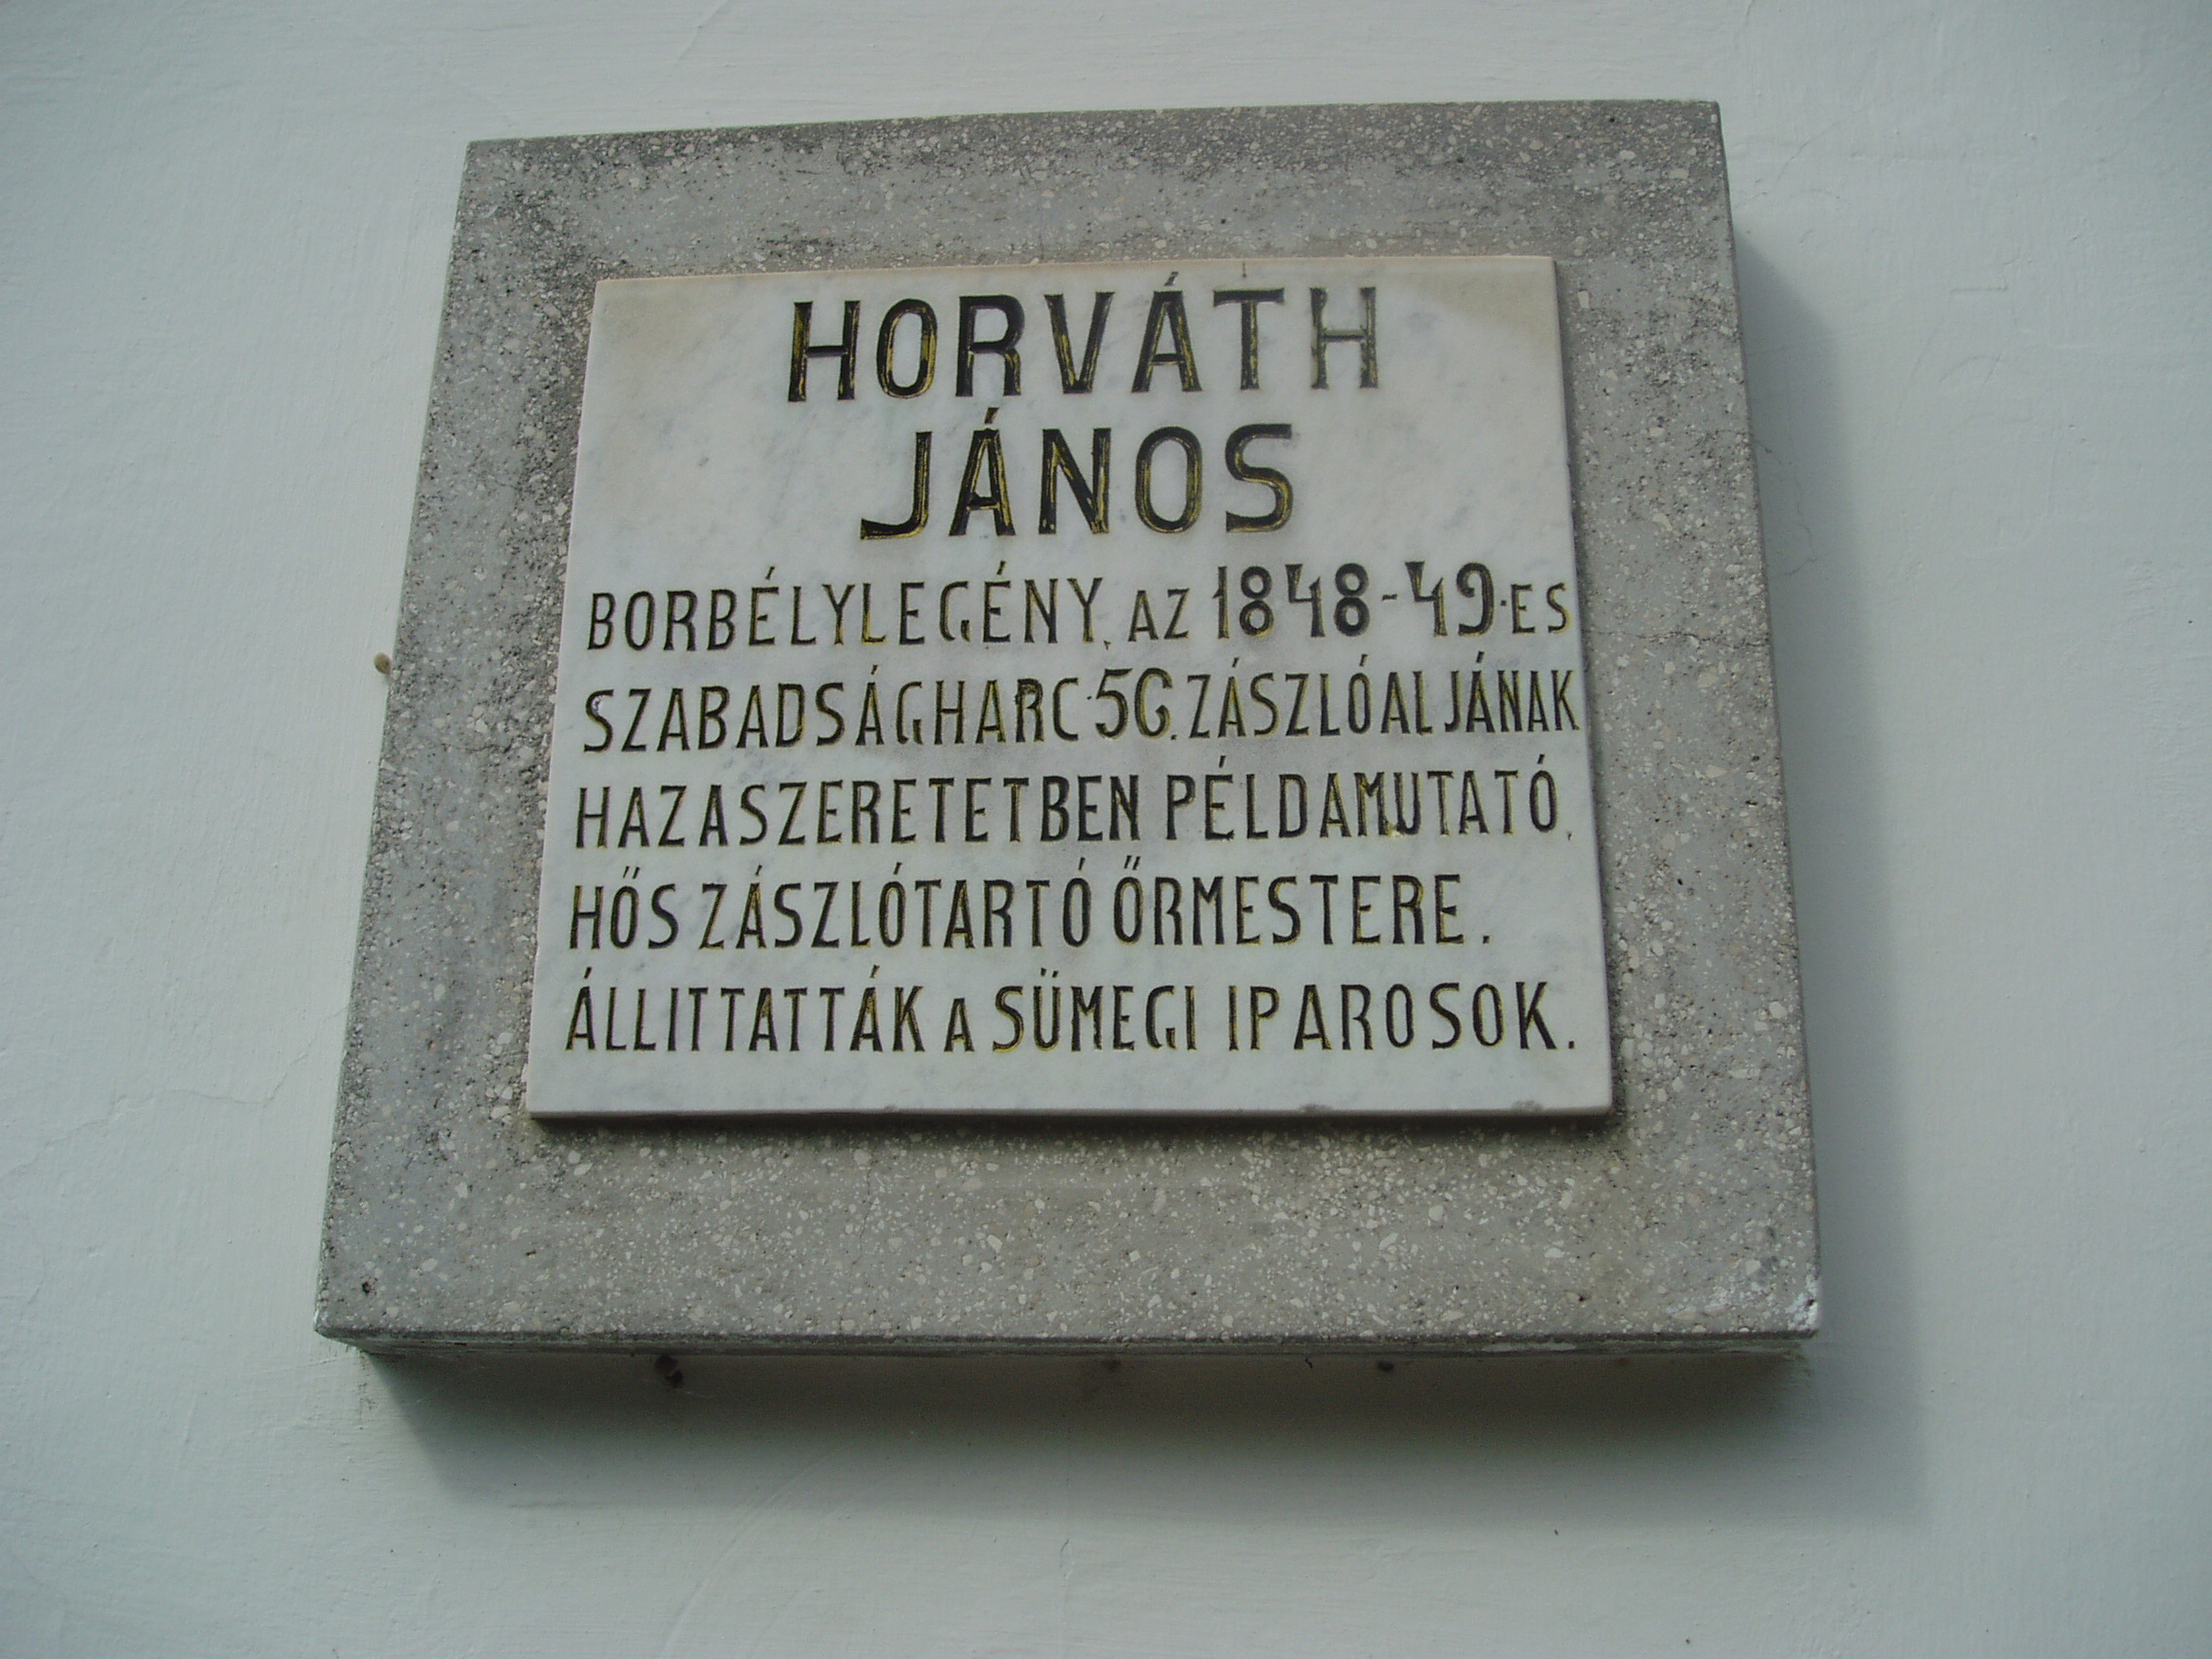 HORVÁTH
JÁNOS
BORBÉLYLEGÉNY, AZ 1848-49-ES
SZABADSÁGHARC 56. ZÁSZLÓALJÁNAK
HAZASZERETETBEN PÉLDAMUTATÓ,
HŐS ZÁSZLÓTARTÓ ŐRMESTERE.
ÁLLITTATTÁK A SÜMEGI IPAROSOK.